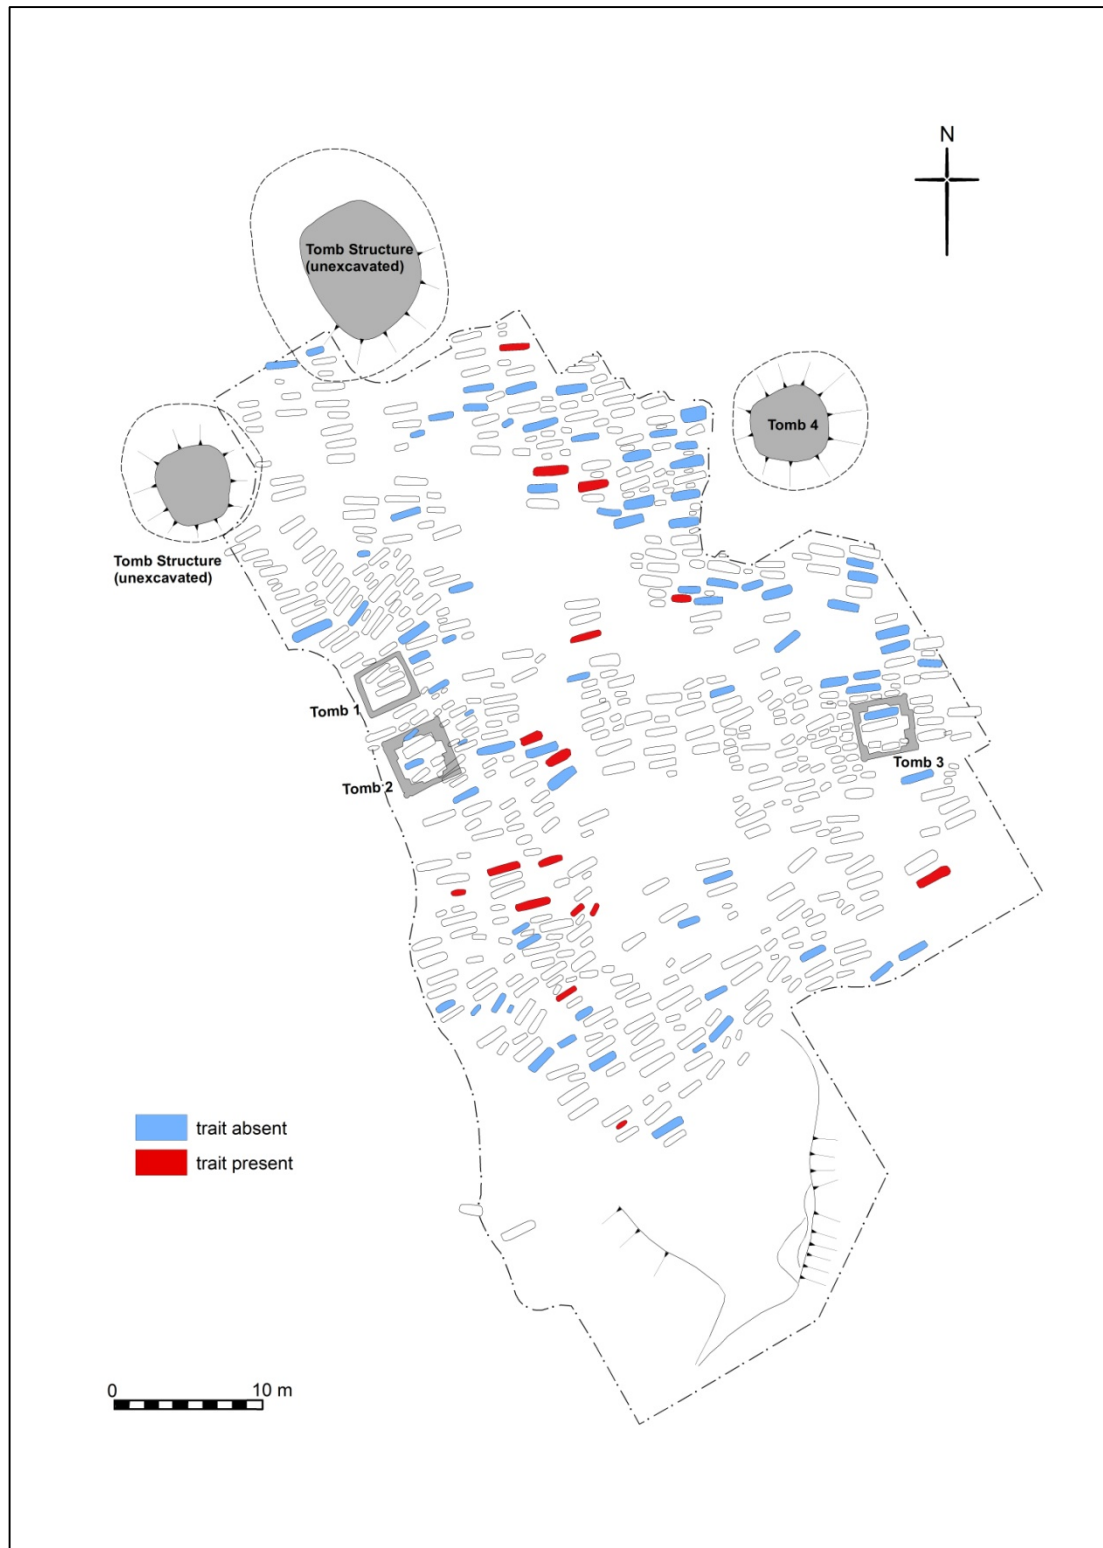 N
Tomb Structure
(unexcavated)
Tomb 4
Tomb Structure
(unexcavated)
Tomb 1
Tomb 2
Tomb 3
trait absent
trait present
0 10 m